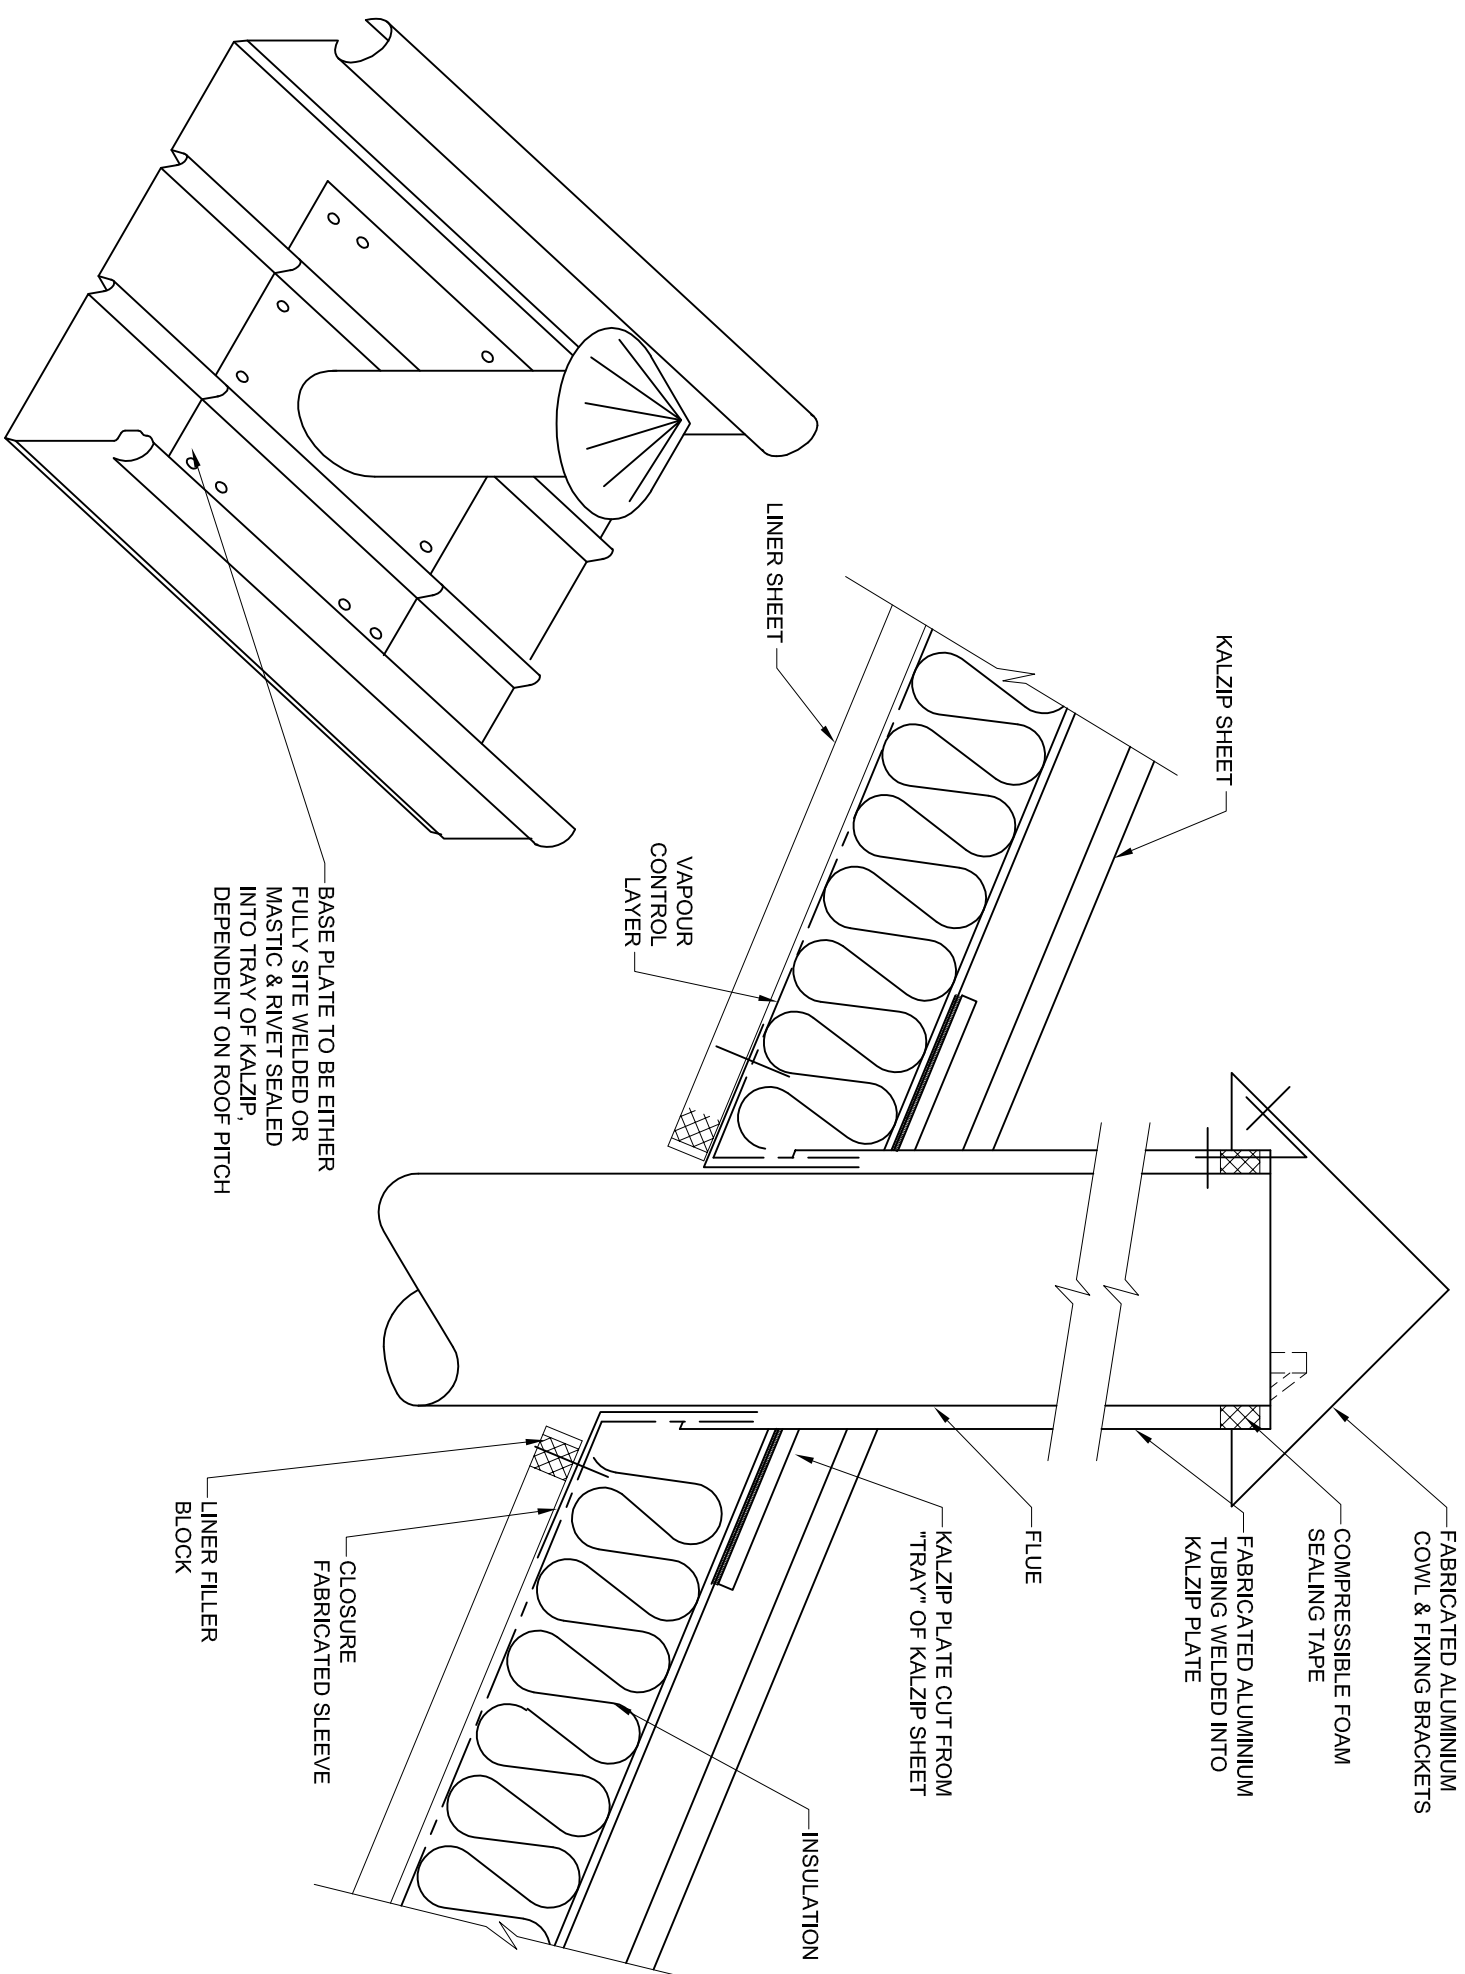 FABRICATED ALUMINIUM
COWL & FIXING BRACKETS
COMPRESSIBLE FOAM
SEALING TAPE
FABRICATED ALUMINIUM
TUBING WELDED INTO
KALZIP PLATE
KALZIP SHEET
FLUE
KALZIP PLATE CUT FROM
"TRAY" OF KALZIP SHEET
INSULATION
LINER SHEET
VAPOUR
CONTROL
LAYER
CLOSURE
FABRICATED SLEEVE
LINER FILLER
BLOCK
BASE PLATE TO BE EITHER
FULLY SITE WELDED OR
MASTIC & RIVET SEALED
INTO TRAY OF KALZIP,
DEPENDENT ON ROOF PITCH